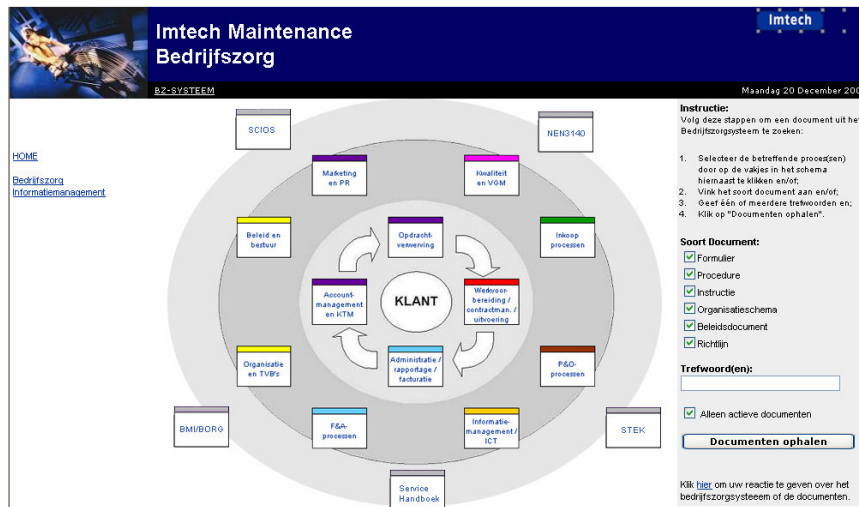 Imtech Maintenance
Bedrijfszorg
Imtech
BZ-SYSTEEM
Maandag 20 December 200
HOME
Bedrijfszorg
Informatiemanagement
SCIOS
NEN3140
Marketing
en PR
Kwaliteit
en VGM
Beleid en
bestuur
Opdracht-
verwerving
Inkoop
processen
Account-
management
en KTM
KLANT
Werkvoor-
bereiding /
contractman. /
uitvoering
Organisatie
en TVB's
Administratie /
rapportage /
facturatie
P&O-
processen
BMI/BORG
F&A-
processen
Informatie-
management /
ICT
STEK
Service
Handboek
Instructie:
Volg deze stappen om een document uit het
Bedrijfszorgsysteem te zoeken:
1. Selecteer de betreffende proces(sen)
door op de vakjes in het schema
hiernaast te klikken en/of;
2. Vink het soort document aan en/of;
3. Geef één of meerdere trefwoorden en;
4. Klik op "Documenten ophalen".
Soort Document:
Formulier
Procedure
Instructie
Organisatieschema
Beleidsdocument
Richtlijn
Trefwoord(en):
Alleen actieve documenten
Documenten ophalen
Klik hier om uw reactie te geven over het
bedrijfszorgsysteeem of de documenten.